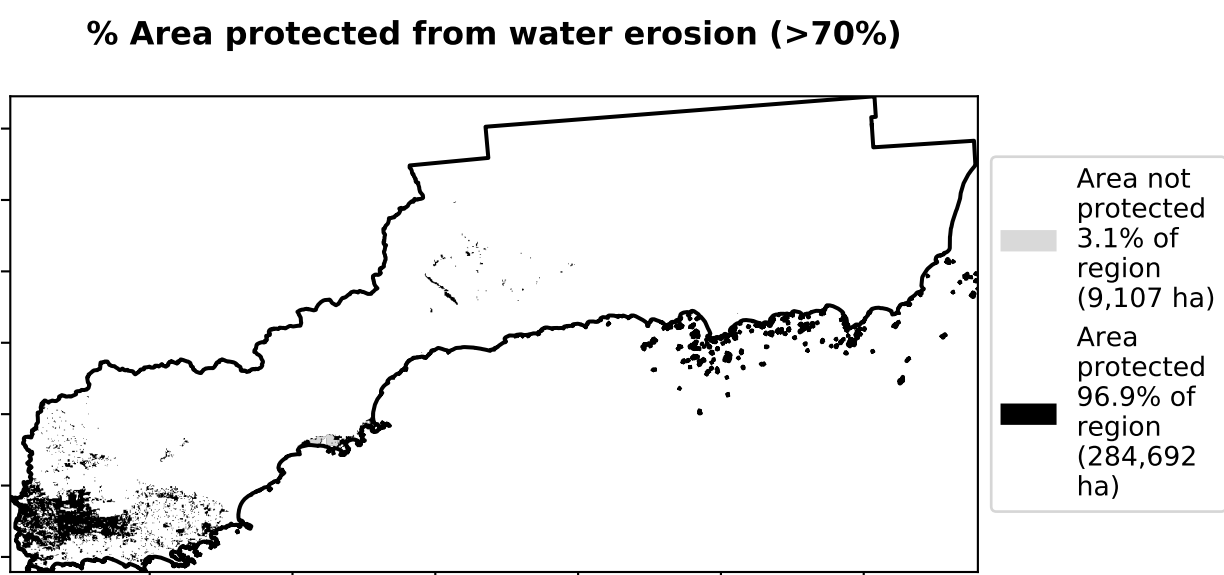 % Area protected from water erosion (>70%)
Area not
protected
3.1% of
region
(9,107 ha)
Area
protected
96.9% of
region
(284,692
ha)